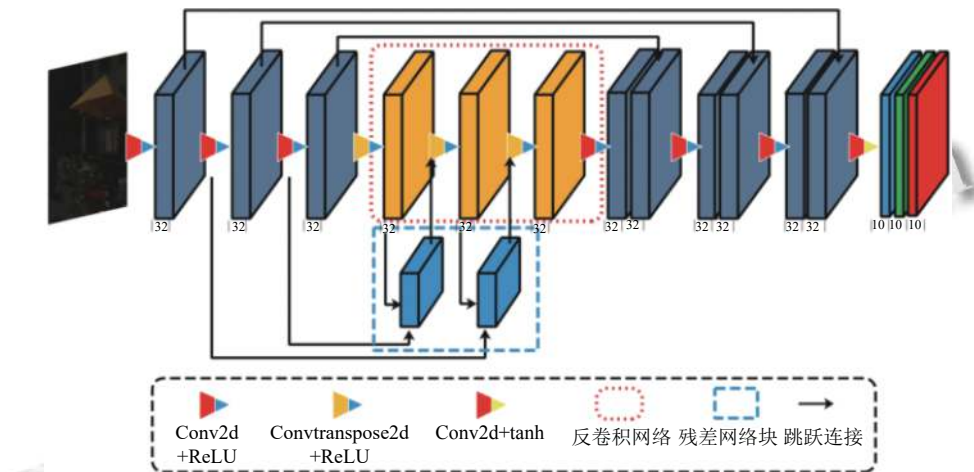 32 32 32 32 32 32 32 32 32 32 32 32 10 10 10
Conv2d
+ReLU
Convtranspose2d
+ReLU
Conv2d+tanh
反卷积网络
残差网络块
跳跃连接